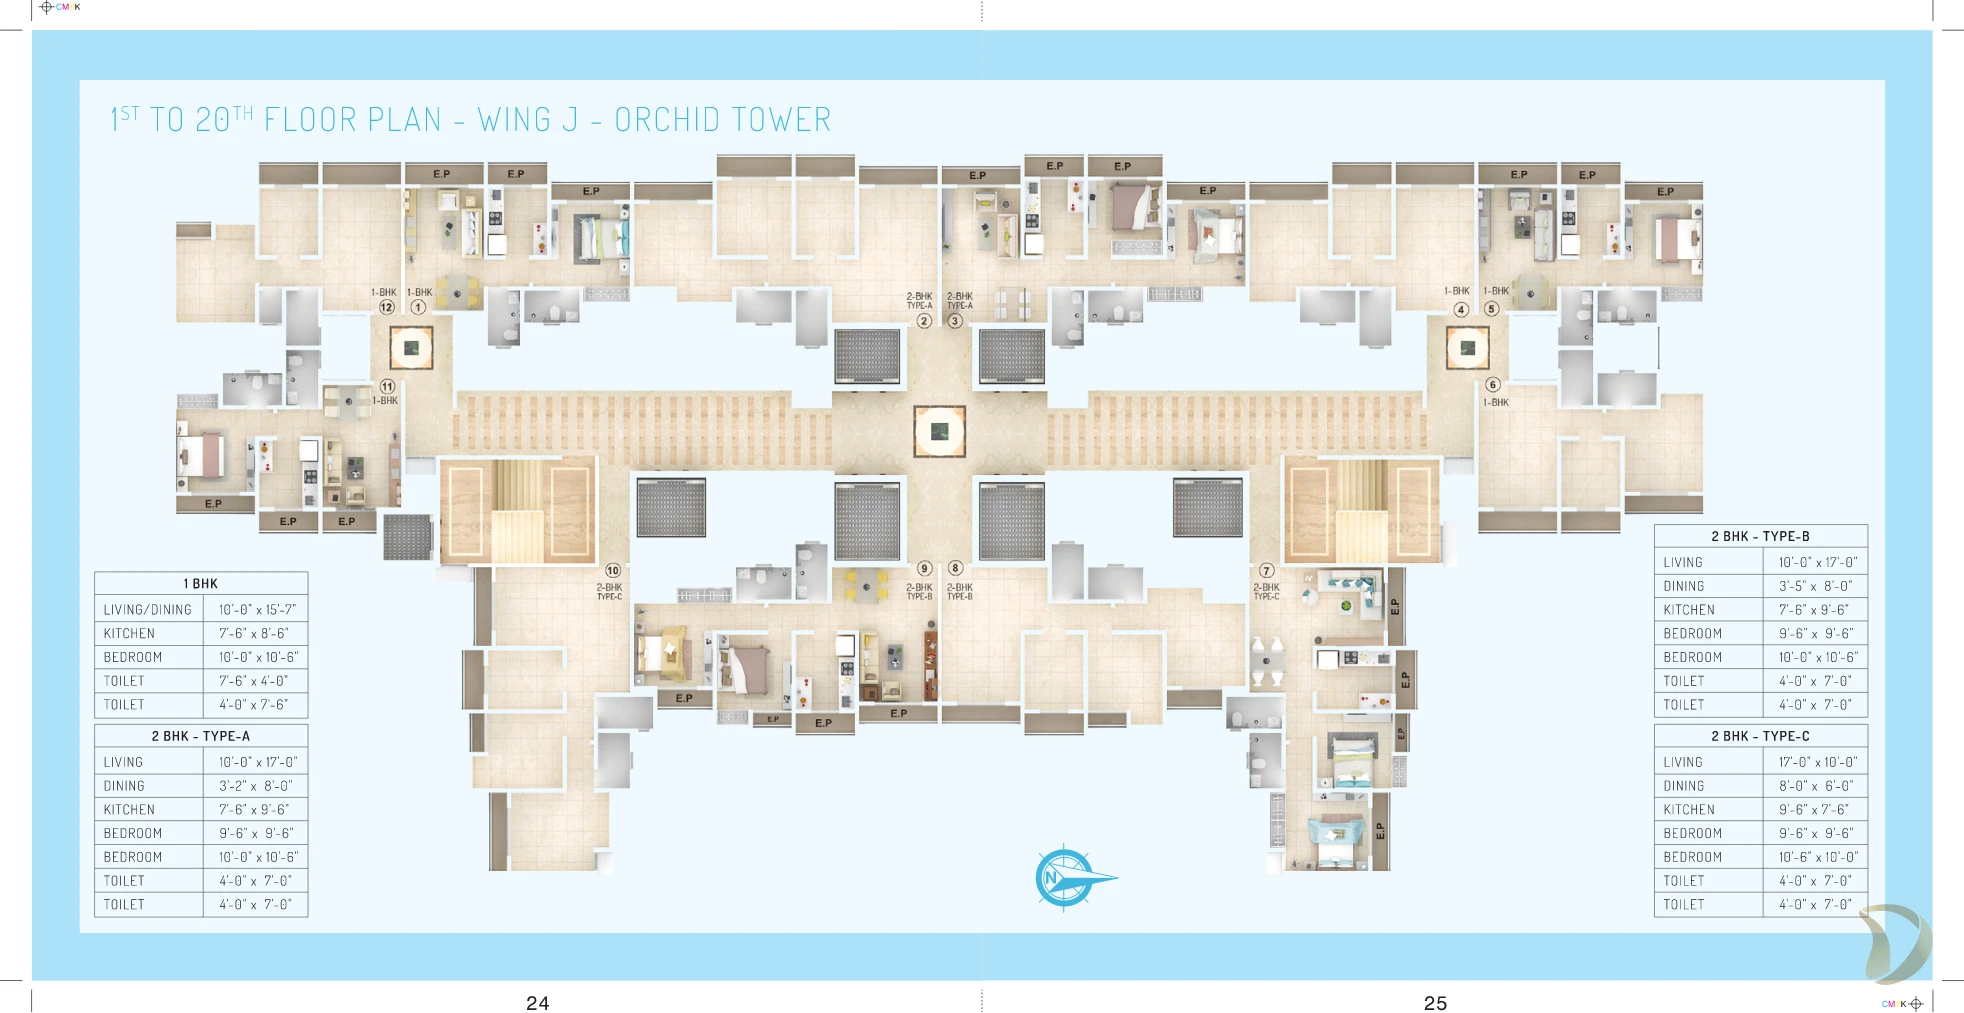 CMYK
1ST TO 20TH FLOOR PLAN - WING J - ORCHID TOWER
E.P E.P E.P E.P E.P E.P E.P E.P E.P E.P
1-BHK 1-BHK
12 1
2-BHK 2-BHK
TYPE-A TYPE-A
2 3
1-BHK 1-BHK
4 5
11
1-BHK
6
1-BHK
E.P
E.P E.P
10
2-BHK
TYPE-C
9 8
2-BHK 2-BHK
TYPE-B TYPE-B
7
2-BHK
TYPE-C
E.P
E.P
E.P
E.P
E.P
E.P
E.P
E.P
1 BHK
LIVING/DINING 10'-0" x 15'-7"
KITCHEN 7'-6" x 8'-6"
BEDROOM 10'-0" x 10'-6"
TOILET 7'-6" x 4'-0"
TOILET 4'-0" x 7'-6"
2 BHK - TYPE-A
LIVING 10'-0" x 17'-0"
DINING 3'-2" x 8'-0"
KITCHEN 7'-6" x 9'-6"
BEDROOM 9'-6" x 9'-6"
BEDROOM 10'-0" x 10'-6"
TOILET 4'-0" x 7'-0"
TOILET 4'-0" x 7'-0"
N
2 BHK - TYPE-B
LIVING 10'-0" x 17'-0"
DINING 3'-5" x 8'-0"
KITCHEN 7'-6" x 9'-6"
BEDROOM 9'-6" x 9'-6"
BEDROOM 10'-0" x 10'-6"
TOILET 4'-0" x 7'-0"
TOILET 4'-0" x 7'-0"
2 BHK - TYPE-C
LIVING 17'-0" x 10'-0"
DINING 8'-0" x 6'-0"
KITCHEN 9'-6" x 7'-6"
BEDROOM 9'-6" x 9'-6"
BEDROOM 10'-6" x 10'-0"
TOILET 4'-0" x 7'-0"
TOILET 4'-0" x 7'-0"
24 25
CMYK